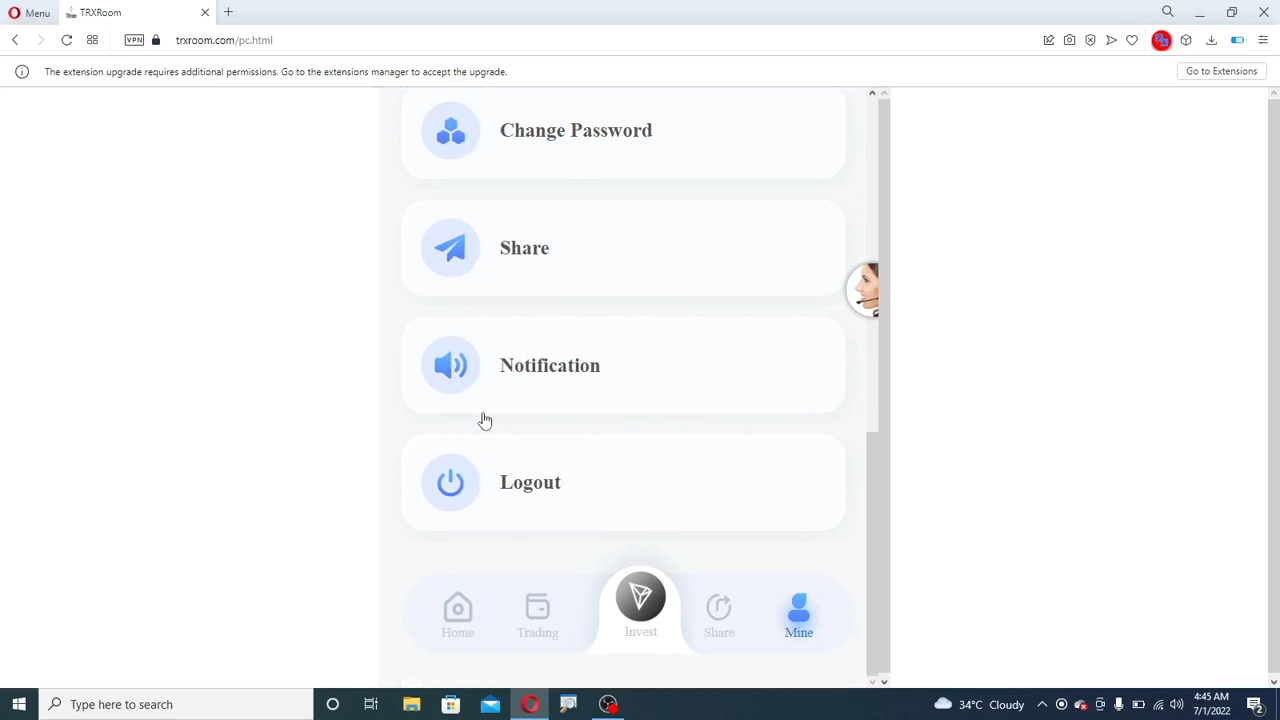 Menu
TRXRoom
VPN
trxroom.com/pc.html
The extension upgrade requires additional permissions. Go to the extensions manager to accept the upgrade.
Go to Extensions
Change Password
Share
Notification
Logout
Home
Trading
Invest
Share
Mine
Type here to search
34°C Cloudy
4:45 AM
7/1/2022
2